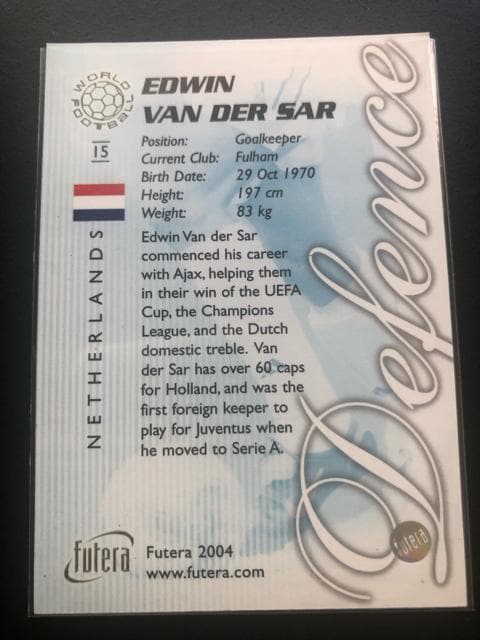 WORLD
FOOTBALL
EDWIN
VAN DER SAR
15
Position: Goalkeeper
Current Club: Fulham
Birth Date: 29 Oct 1970
Height: 197 cm
Weight: 83 kg
NETHERLANDS
Edwin Van der Sar
commenced his career
with Ajax, helping them
in their win of the UEFA
Cup, the Champions
League, and the Dutch
domestic treble. Van
der Sar has over 60 caps
for Holland, and was the
first foreign keeper to
play for Juventus when
he moved to Serie A.
Defence
futera
Futera 2004
www.futera.com
futera